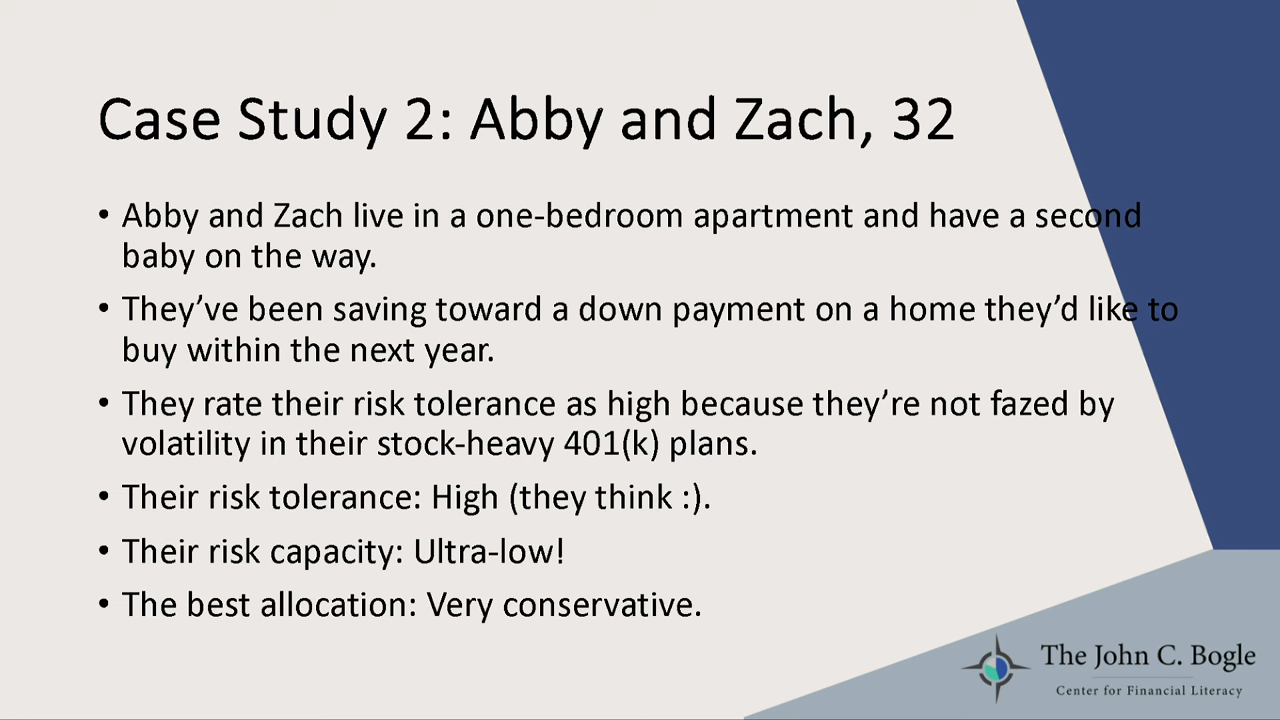 Case Study 2: Abby and Zach, 32
• Abby and Zach live in a one-bedroom apartment and have a second
baby on the way.
• They’ve been saving toward a down payment on a home they’d like to
buy within the next year.
• They rate their risk tolerance as high because they’re not fazed by
volatility in their stock-heavy 401(k) plans.
• Their risk tolerance: High (they think :).
• Their risk capacity: Ultra-low!
• The best allocation: Very conservative.
The John C. Bogle
Center for Financial Literacy